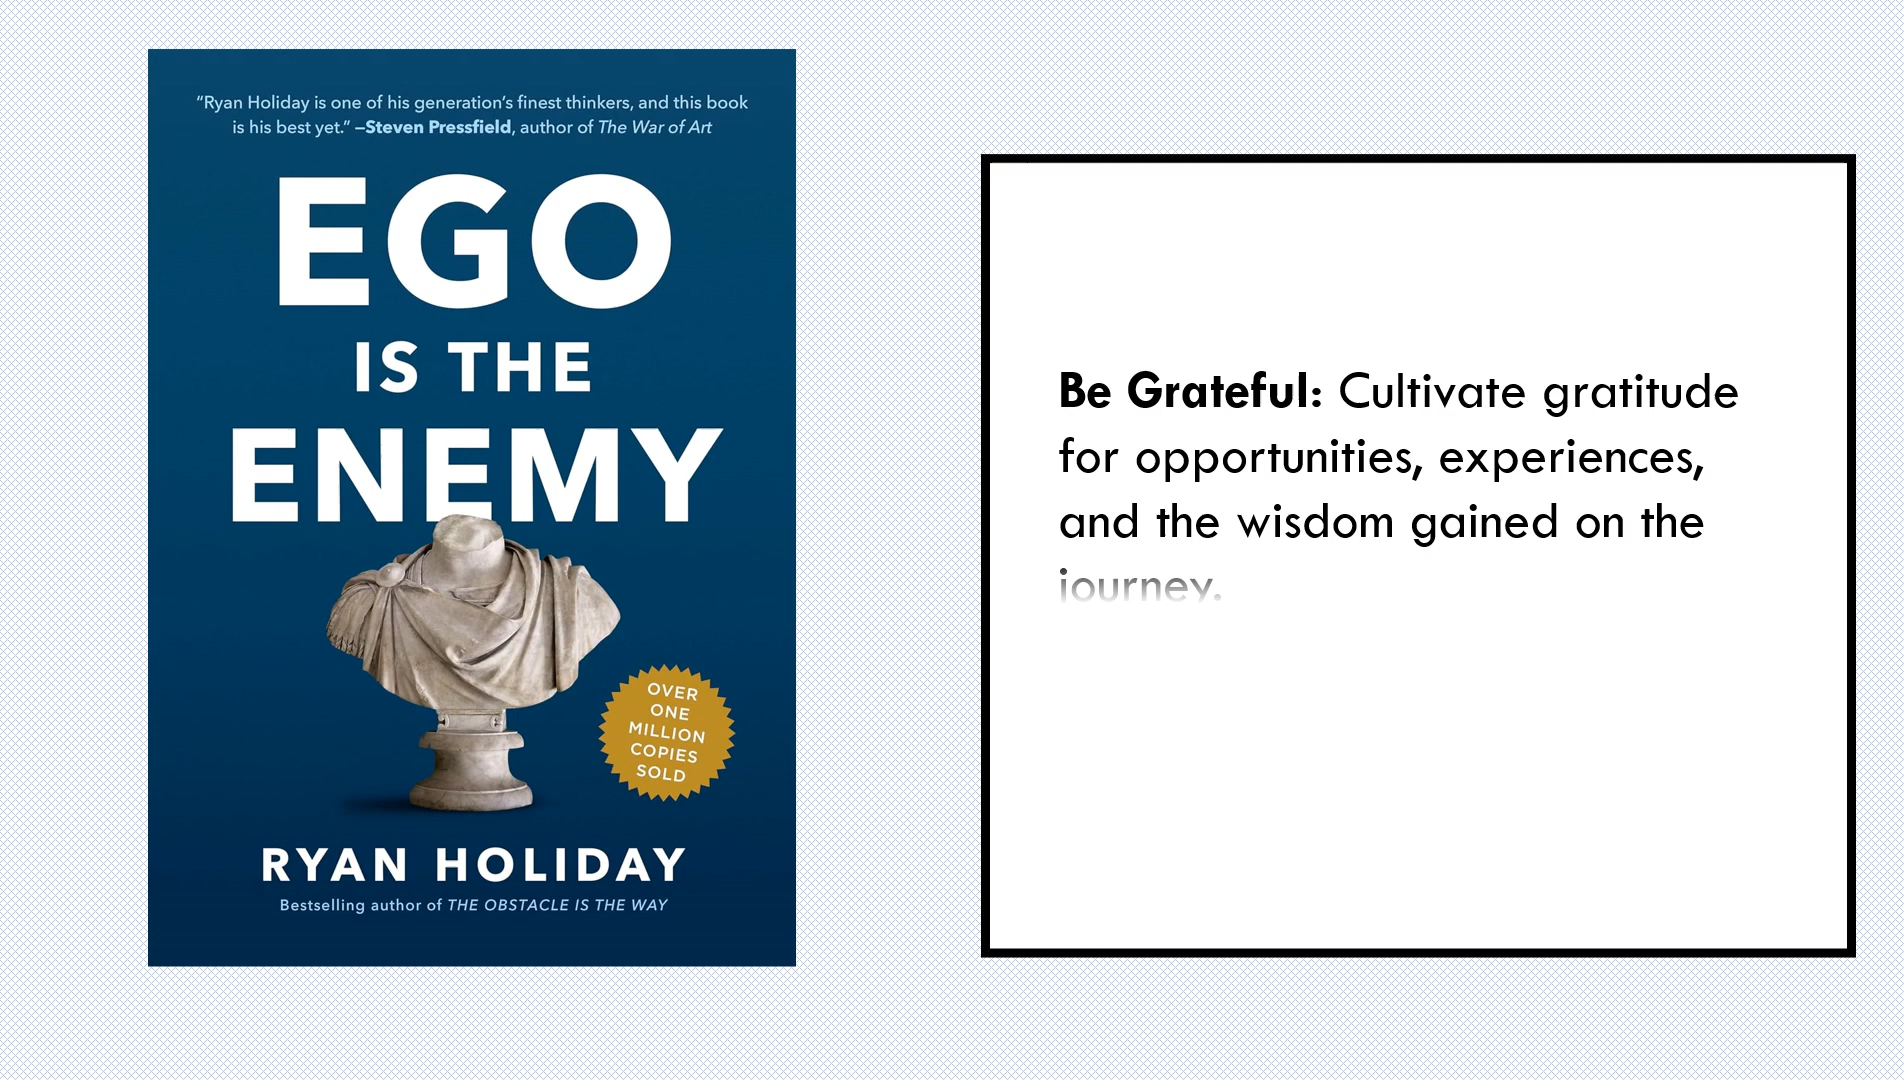 “Ryan Holiday is one of his generation’s finest thinkers, and this book
is his best yet.” —Steven Pressfield, author of The War of Art
EGO
IS THE
ENEMY
OVER
ONE
MILLION
COPIES
SOLD
RYAN HOLIDAY
Bestselling author of THE OBSTACLE IS THE WAY
Be Grateful: Cultivate gratitude
for opportunities, experiences,
and the wisdom gained on the
journey.